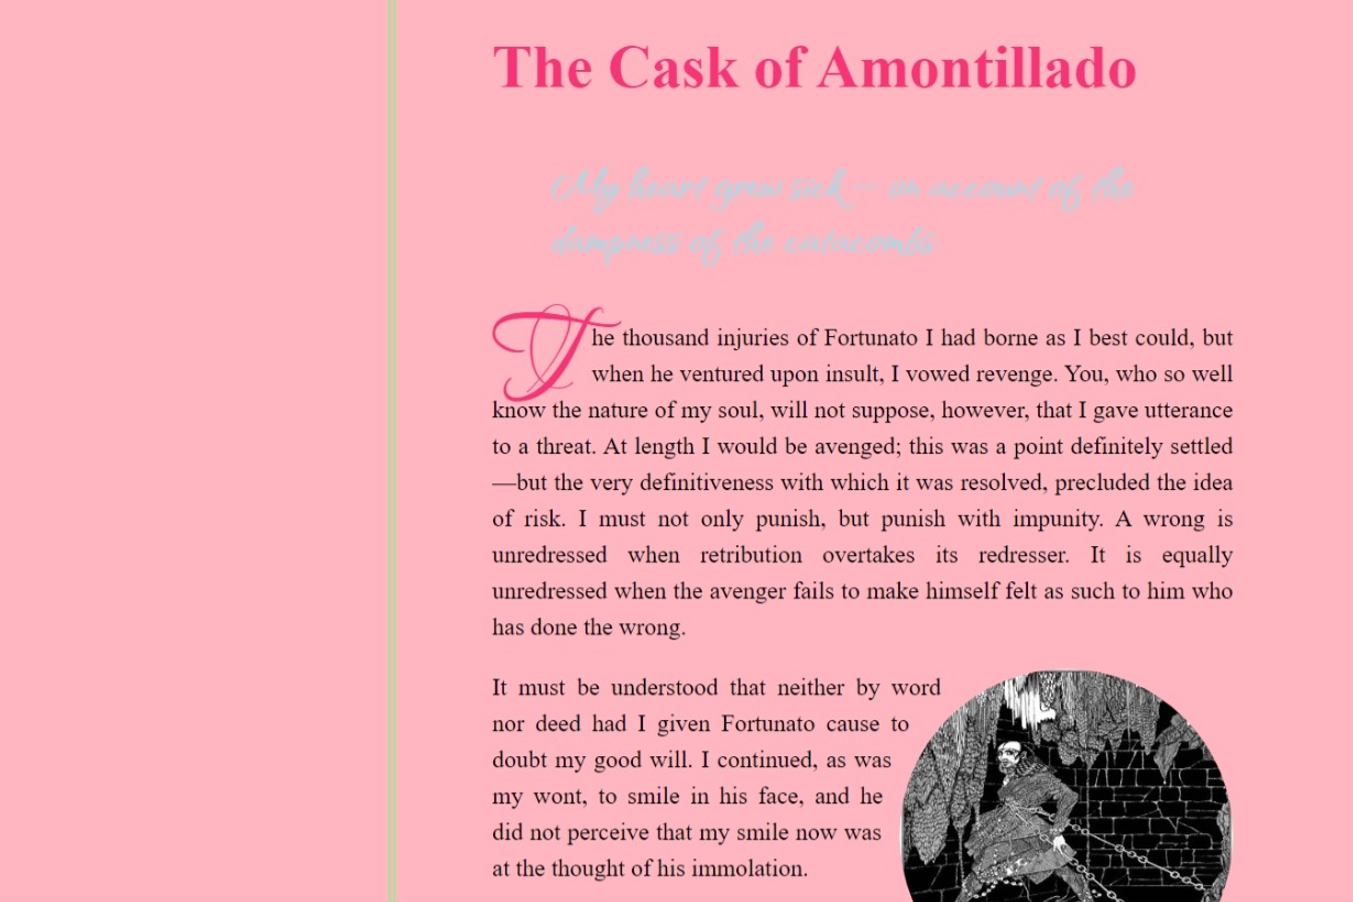 The Cask of Amontillado
My heart grew sick — on account of the
dampness of the catacombs
The thousand injuries of Fortunato I had borne as I best could, but
when he ventured upon insult, I vowed revenge. You, who so well
know the nature of my soul, will not suppose, however, that I gave utterance
to a threat. At length I would be avenged; this was a point definitely settled
—but the very definitiveness with which it was resolved, precluded the idea
of risk. I must not only punish, but punish with impunity. A wrong is
unredressed when retribution overtakes its redresser. It is equally
unredressed when the avenger fails to make himself felt as such to him who
has done the wrong.
It must be understood that neither by word
nor deed had I given Fortunato cause to
doubt my good will. I continued, as was
my wont, to smile in his face, and he
did not perceive that my smile now was
at the thought of his immolation.